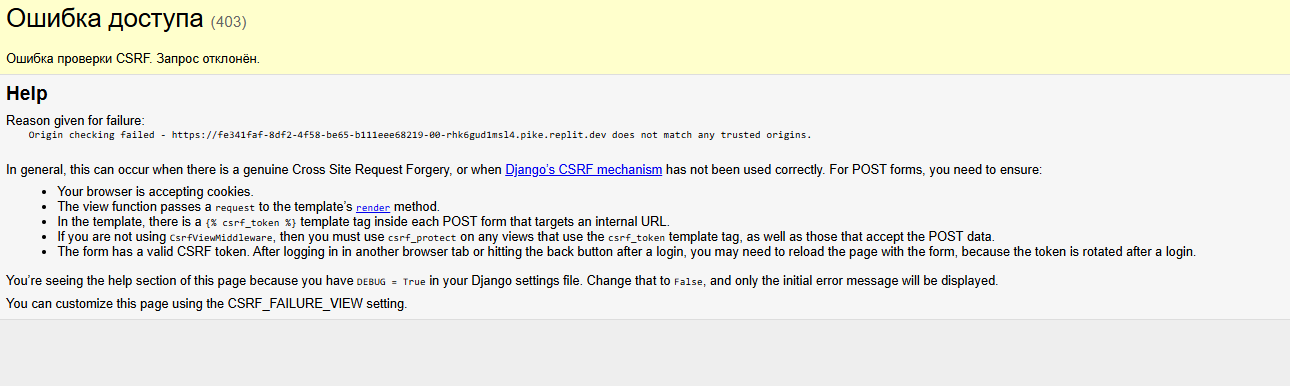 Ошибка доступа (403)
Ошибка проверки CSRF. Запрос отклонён.
Help
Reason given for failure:
Origin checking failed - https://fe341faf-8df2-4f58-be65-b111eee68219-00-rhk6gud1msl4.pike.replit.dev does not match any trusted origins.
In general, this can occur when there is a genuine Cross Site Request Forgery, or when Django's CSRF mechanism has not been used correctly. For POST forms, you need to ensure:
• Your browser is accepting cookies.
• The view function passes a request to the template's render method.
• In the template, there is a {% csrf_token %} template tag inside each POST form that targets an internal URL.
• If you are not using CsrfViewMiddleware, then you must use csrf_protect on any views that use the csrf_token template tag, as well as those that accept the POST data.
• The form has a valid CSRF token. After logging in in another browser tab or hitting the back button after a login, you may need to reload the page with the form, because the token is rotated after a login.
You're seeing the help section of this page because you have DEBUG = True in your Django settings file. Change that to False, and only the initial error message will be displayed.
You can customize this page using the CSRF_FAILURE_VIEW setting.